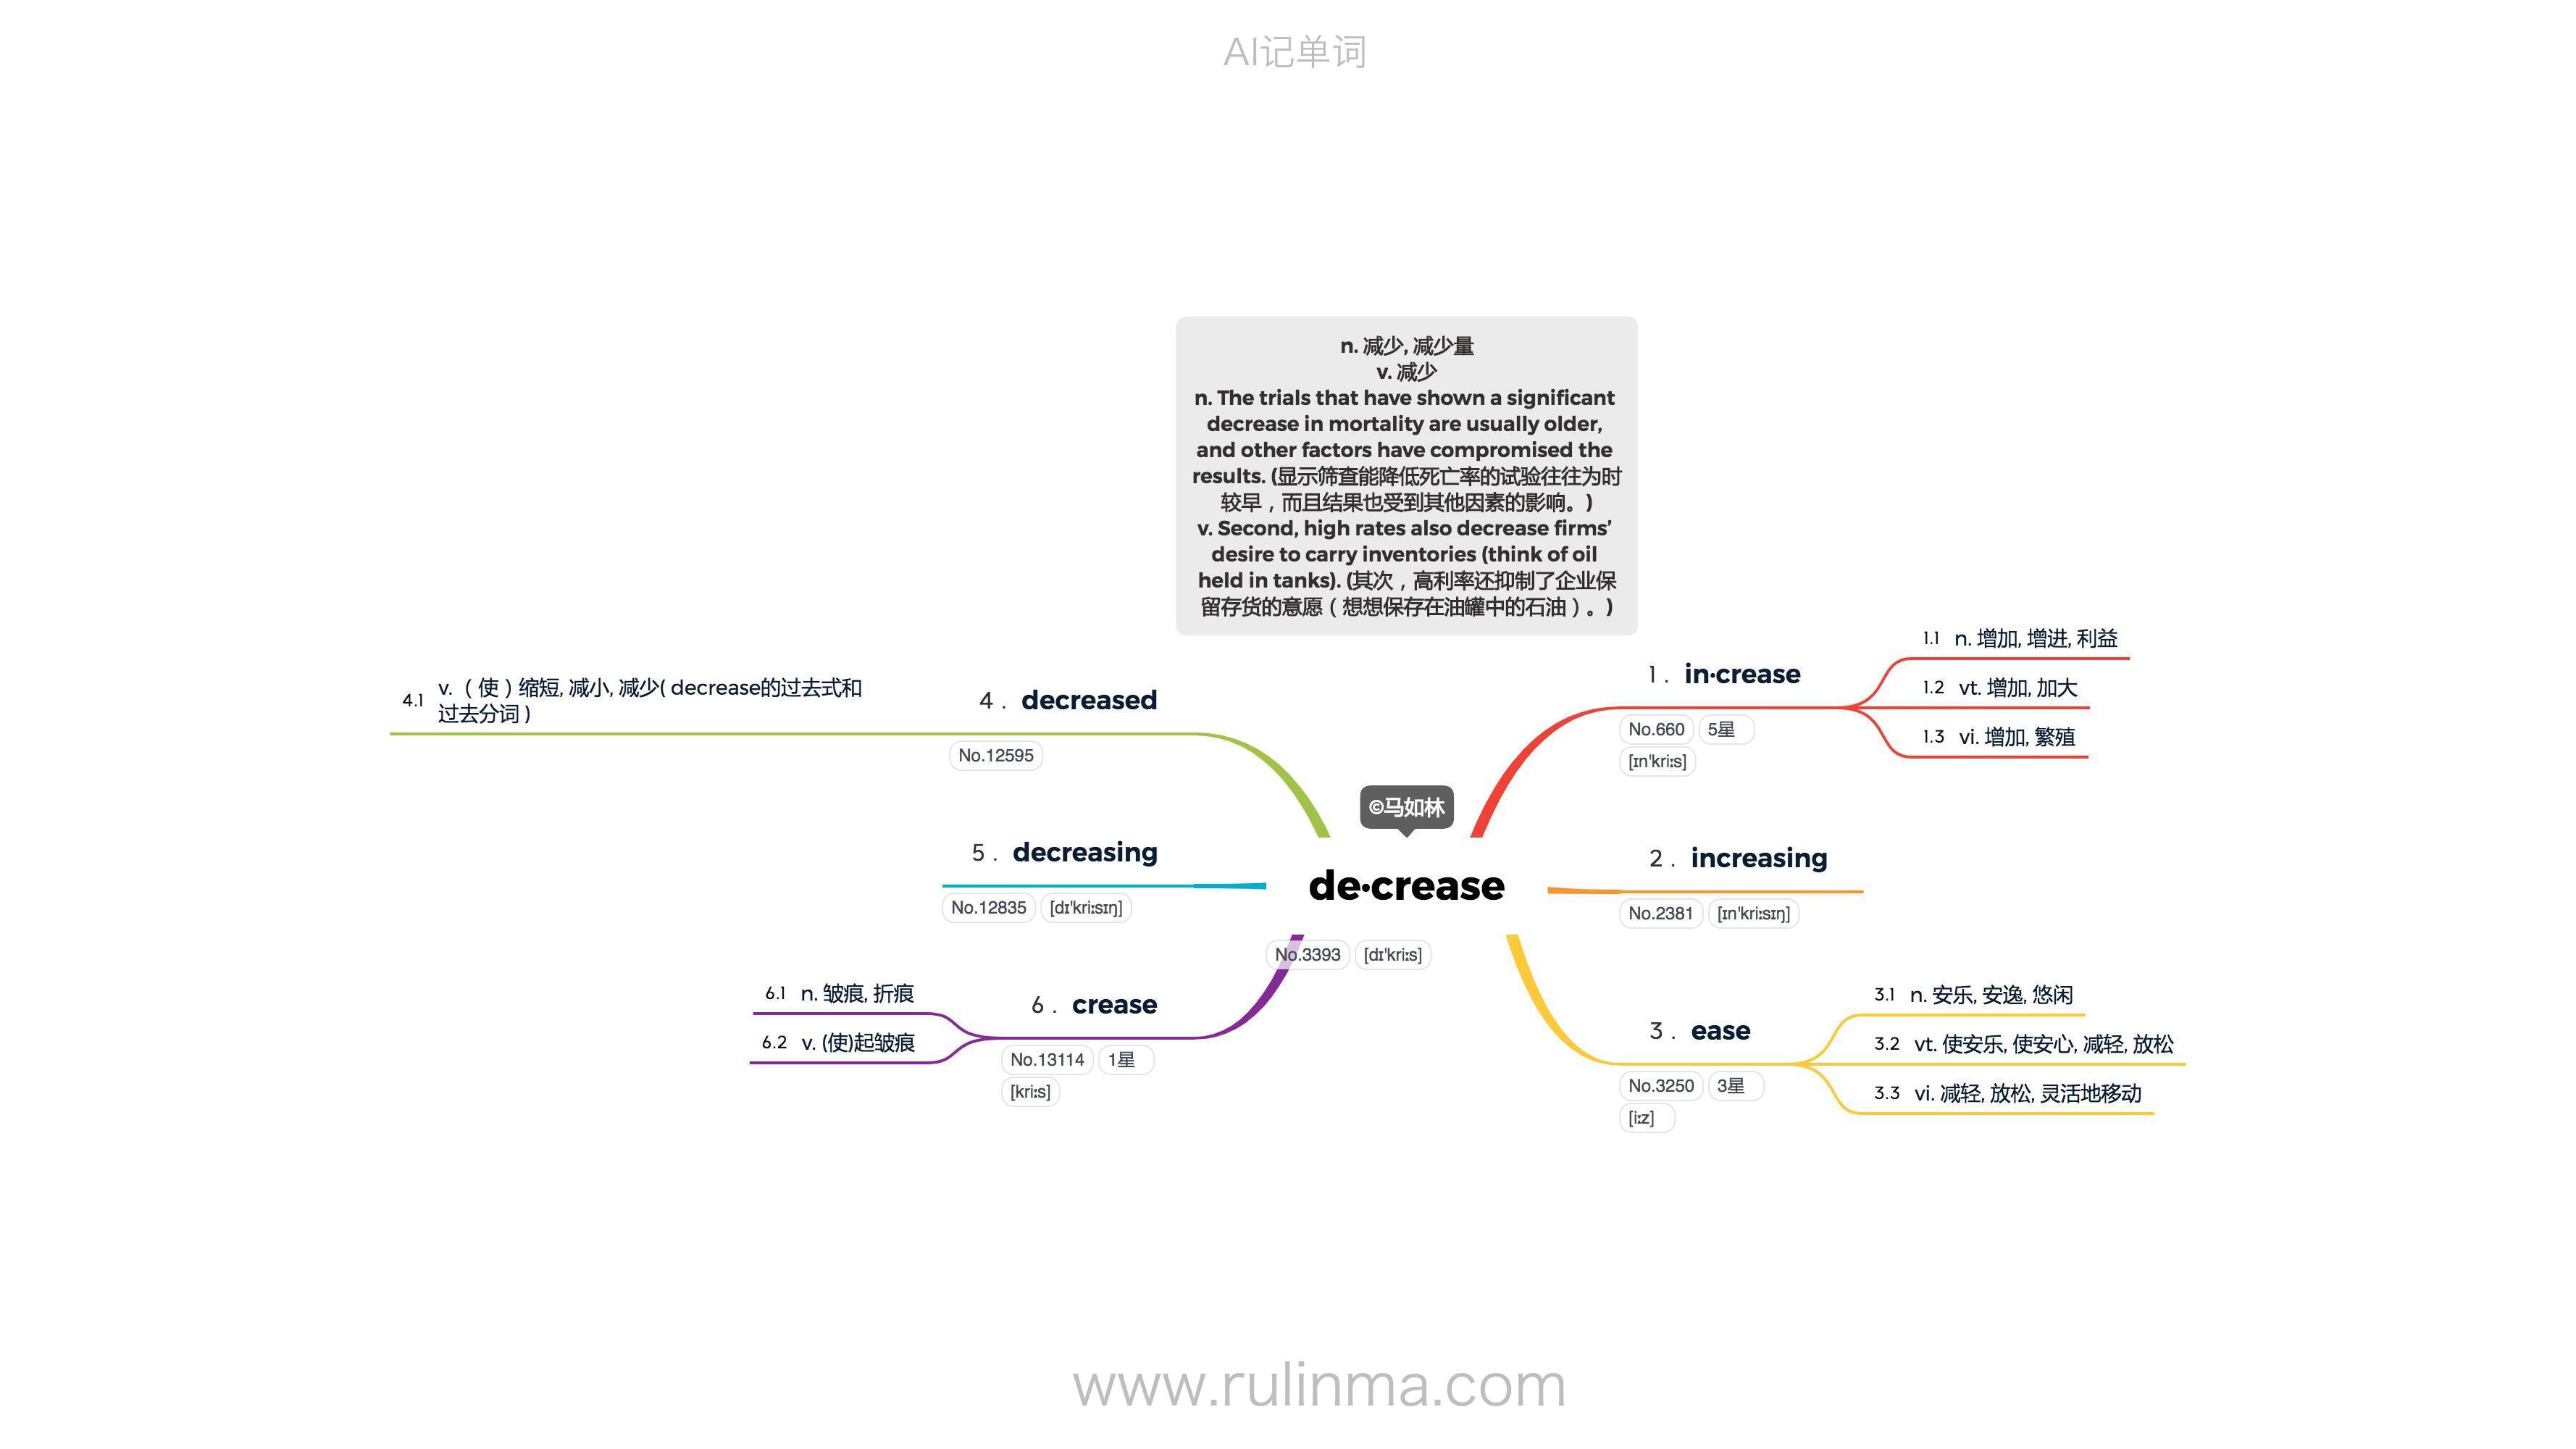 AI记单词
n. 减少, 减少量
v. 减少
n. The trials that have shown a significant
decrease in mortality are usually older,
and other factors have compromised the
results. (显示筛查能降低死亡率的试验往往为时
较早，而且结果也受到其他因素的影响。)
v. Second, high rates also decrease firms’
desire to carry inventories (think of oil
held in tanks). (其次，高利率还抑制了企业保
留存货的意愿（想想保存在油罐中的石油）。)
©马如林
de·crease
No.3393 [dɪ'kriːs]
1. in·crease
No.660 5星
[ɪn'kriːs]
1.1 n. 增加, 增进, 利益
1.2 vt. 增加, 加大
1.3 vi. 增加, 繁殖
2. increasing
No.2381 [ɪn'kriːsɪŋ]
3. ease
No.3250 3星
[iːz]
3.1 n. 安乐, 安逸, 悠闲
3.2 vt. 使安乐, 使安心, 减轻, 放松
3.3 vi. 减轻, 放松, 灵活地移动
4. decreased
No.12595
4.1 v.（使）缩短, 减小, 减少( decrease的过去式和
过去分词 )
5. decreasing
No.12835 [dɪ'kriːsɪŋ]
6. crease
No.13114 1星
[kriːs]
6.1 n. 皱痕, 折痕
6.2 v. (使)起皱痕
www.rulinma.com